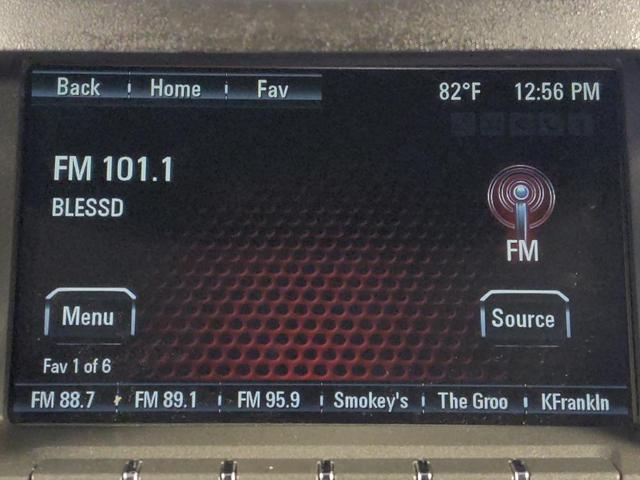 Back Home Fav 82°F 12:56 PM
FM 101.1
BLESSD
FM
Menu Source
Fav 1 of 6
FM 88.7 FM 89.1 FM 95.9 Smokey's The Groo KFrankln